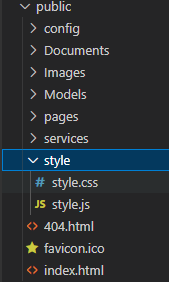 public
config
Documents
Images
Models
pages
services
style
# style.css
JS style.js
<> 404.html
favicon.ico
<> index.html